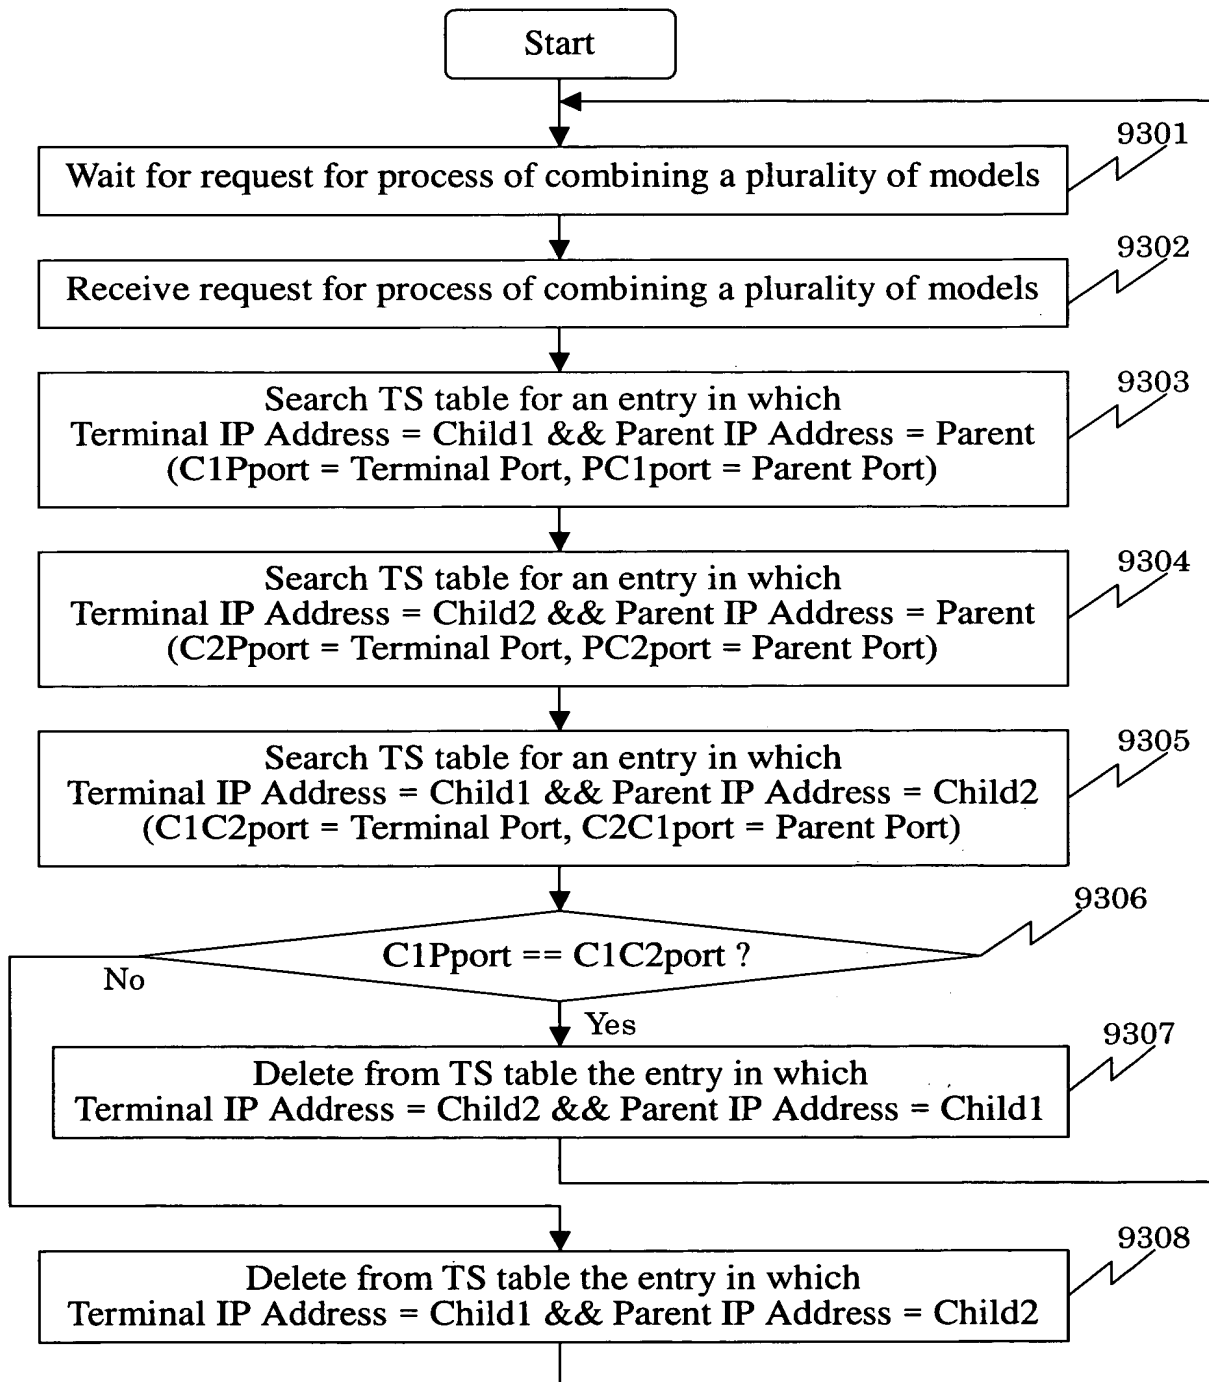 Start
9301
Wait for request for process of combining a plurality of models
9302
Receive request for process of combining a plurality of models
9303
Search TS table for an entry in which
Terminal IP Address = Child1 && Parent IP Address = Parent
(C1Pport = Terminal Port, PC1port = Parent Port)
9304
Search TS table for an entry in which
Terminal IP Address = Child2 && Parent IP Address = Parent
(C2Pport = Terminal Port, PC2port = Parent Port)
9305
Search TS table for an entry in which
Terminal IP Address = Child1 && Parent IP Address = Child2
(C1C2port = Terminal Port, C2C1port = Parent Port)
9306
C1Pport == C1C2port ?
No
Yes
9307
Delete from TS table the entry in which
Terminal IP Address = Child2 && Parent IP Address = Child1
9308
Delete from TS table the entry in which
Terminal IP Address = Child1 && Parent IP Address = Child2